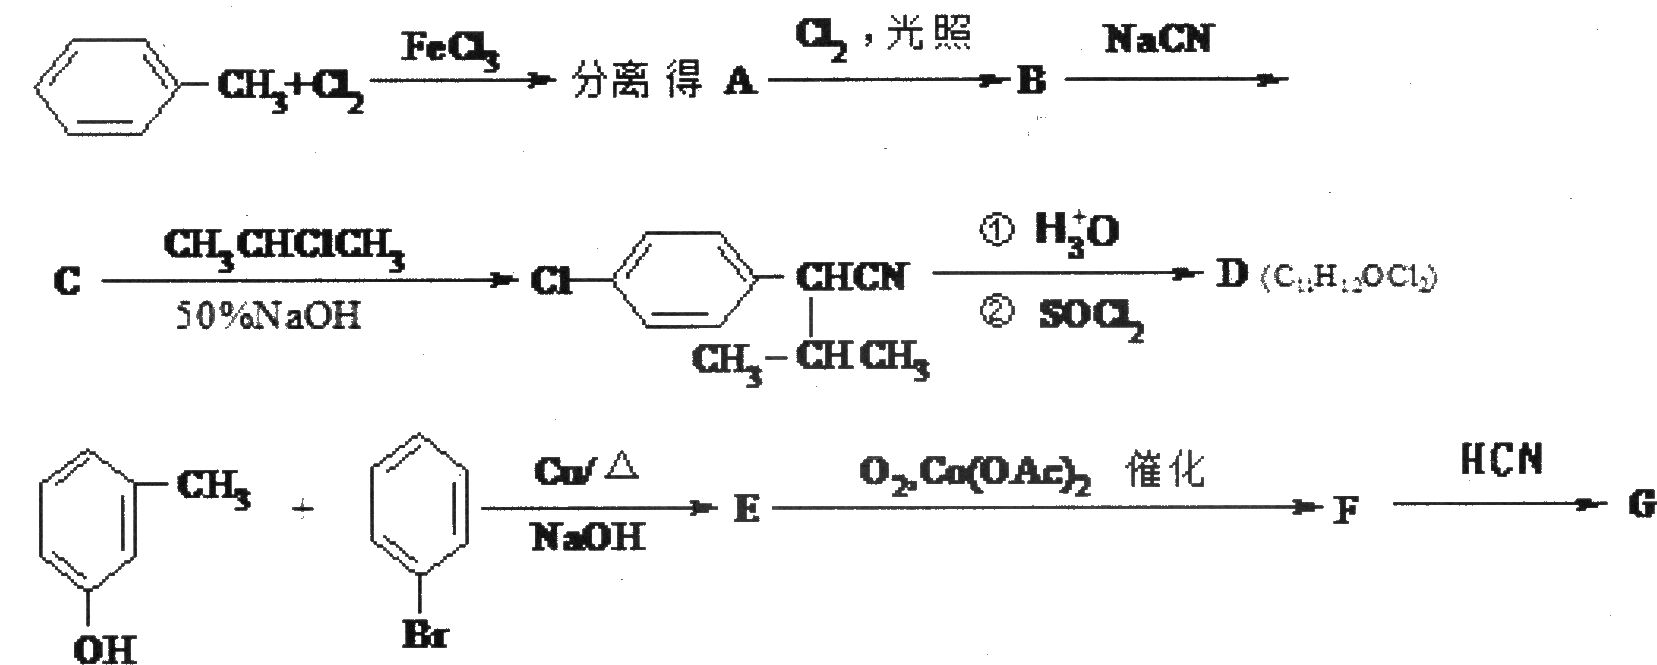 CH₃+Cl₂ FeCl₃ 分离得 A Cl₂,光照 B NaCN
C CH₃CHClCH₃ 50%NaOH Cl CHCN CH₃-CHCH₃ ① H₃⁺O ② SOCl₂ D (C₁₁H₁₂OCl₂)
CH₃ OH + Br Cu/△ NaOH E O₂,Co(OAc)₂ 催化 F HCN G